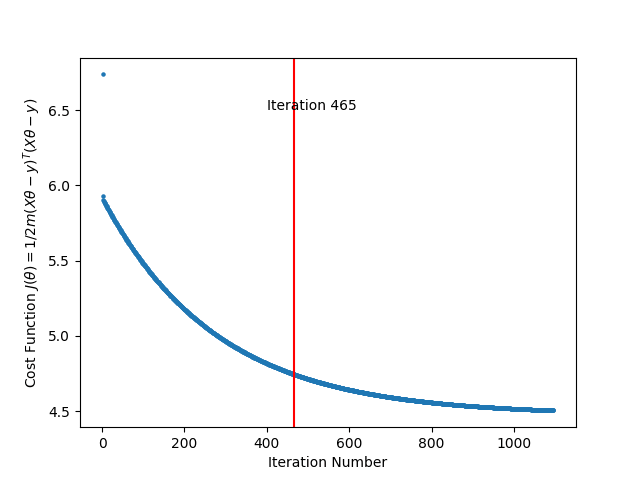 Iteration 465
6.5
6.0
5.5
5.0
4.5
Cost Function J(θ) = 1/2m(Xθ − y)ᵀ(Xθ − y)
0 200 400 600 800 1000
Iteration Number